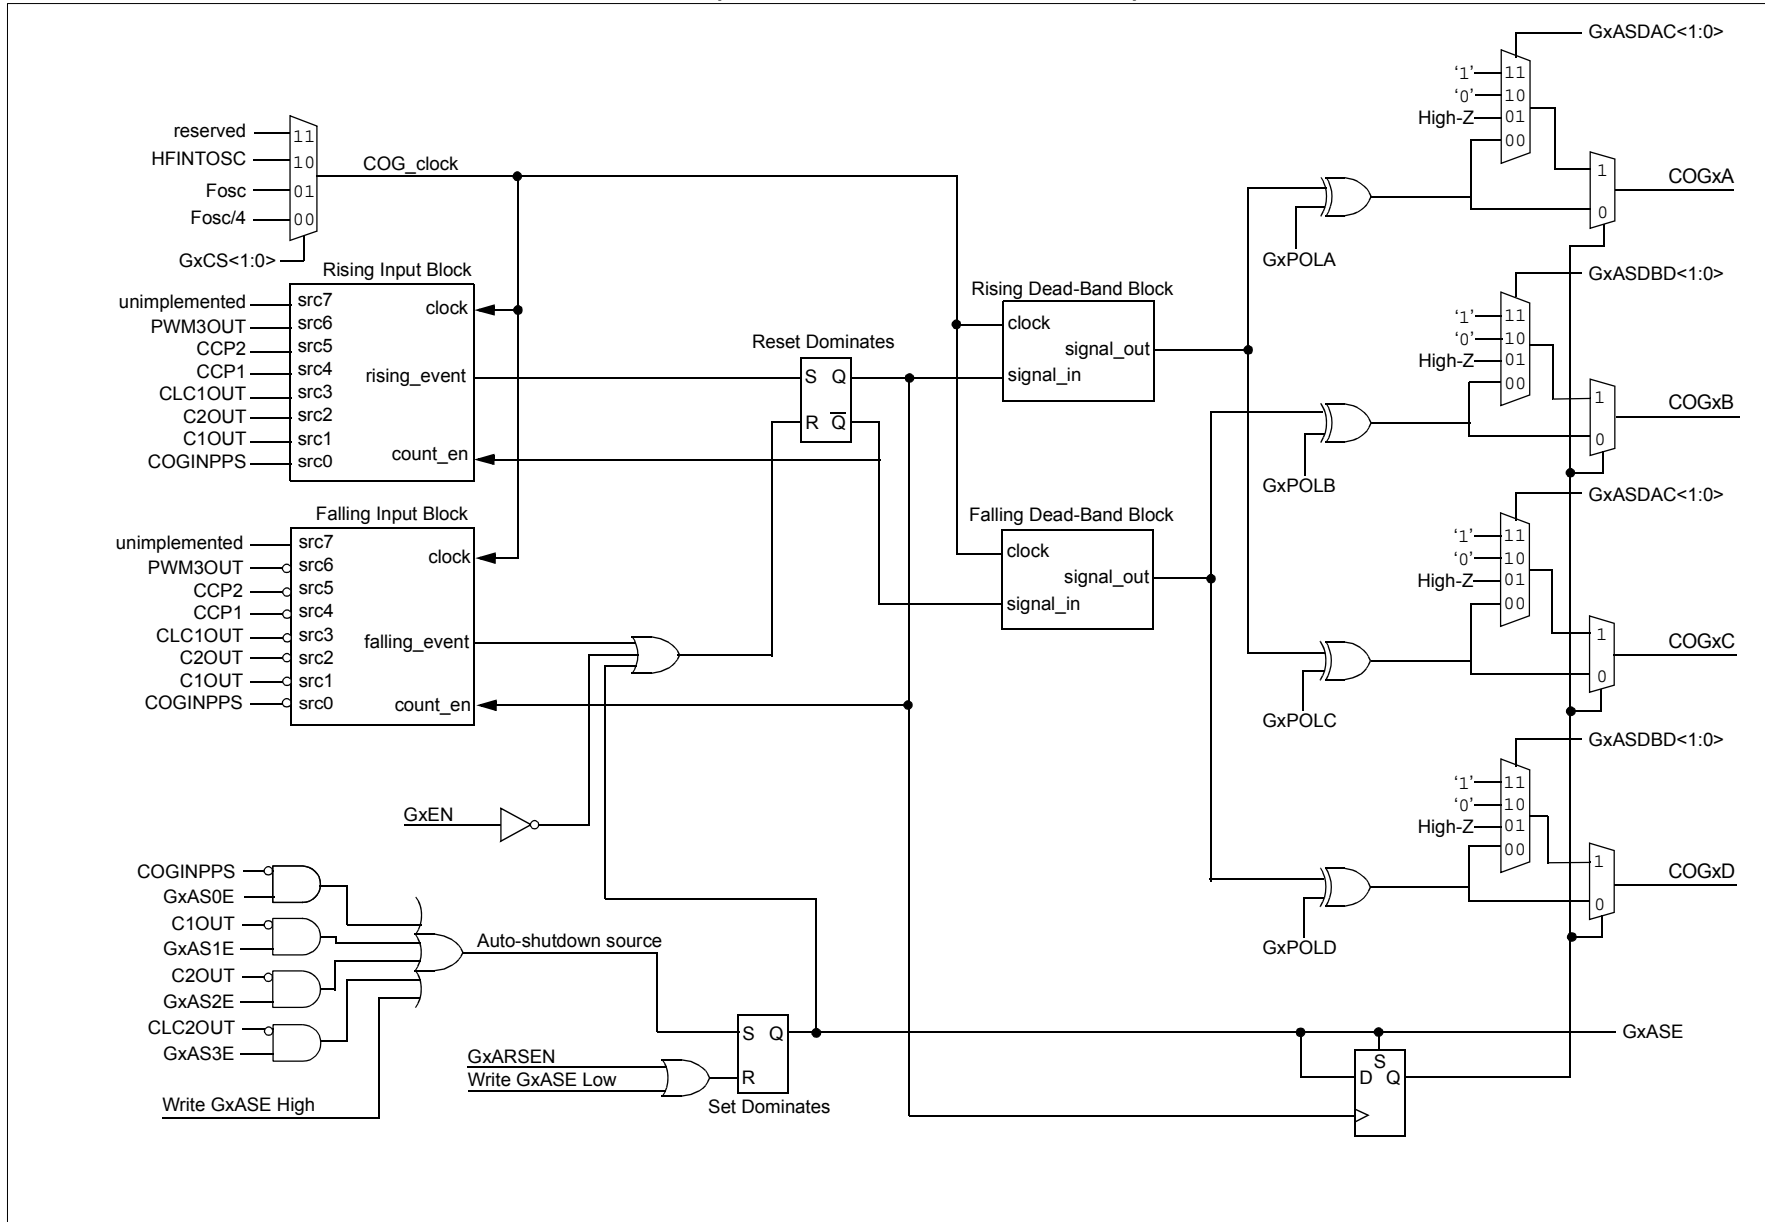 reserved
HFINTOSC
Fosc
Fosc/4
11
10
01
00
GxCS<1:0>
COG_clock
Rising Input Block
unimplemented
PWM3OUT
CCP2
CCP1
CLC1OUT
C2OUT
C1OUT
COGINPPS
src7
src6
src5
src4
src3
src2
src1
src0
clock
rising_event
count_en
Falling Input Block
unimplemented
PWM3OUT
CCP2
CCP1
CLC1OUT
C2OUT
C1OUT
COGINPPS
src7
src6
src5
src4
src3
src2
src1
src0
clock
falling_event
count_en
Reset Dominates
S Q
R Q
Rising Dead-Band Block
clock
signal_out
signal_in
Falling Dead-Band Block
clock
signal_out
signal_in
GxEN
COGINPPS
GxAS0E
C1OUT
GxAS1E
C2OUT
GxAS2E
CLC2OUT
GxAS3E
Write GxASE High
Auto-shutdown source
GxARSEN
Write GxASE Low
S Q
R
Set Dominates
GxASE
S
D Q
GxASDAC<1:0>
'1' 11
'0' 10
High-Z 01
00
1
0
COGxA
GxPOLA
GxASDBD<1:0>
'1' 11
'0' 10
High-Z 01
00
1
0
COGxB
GxPOLB
GxASDAC<1:0>
'1' 11
'0' 10
High-Z 01
00
1
0
COGxC
GxPOLC
GxASDBD<1:0>
'1' 11
'0' 10
High-Z 01
00
1
0
COGxD
GxPOLD